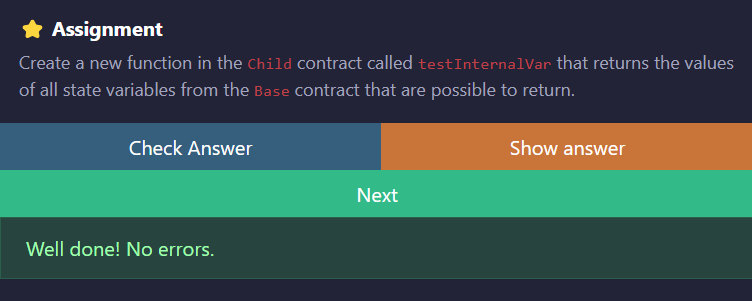 Assignment
Create a new function in the Child contract called testInternalVar that returns the values
of all state variables from the Base contract that are possible to return.
Check Answer
Show answer
Next
Well done! No errors.